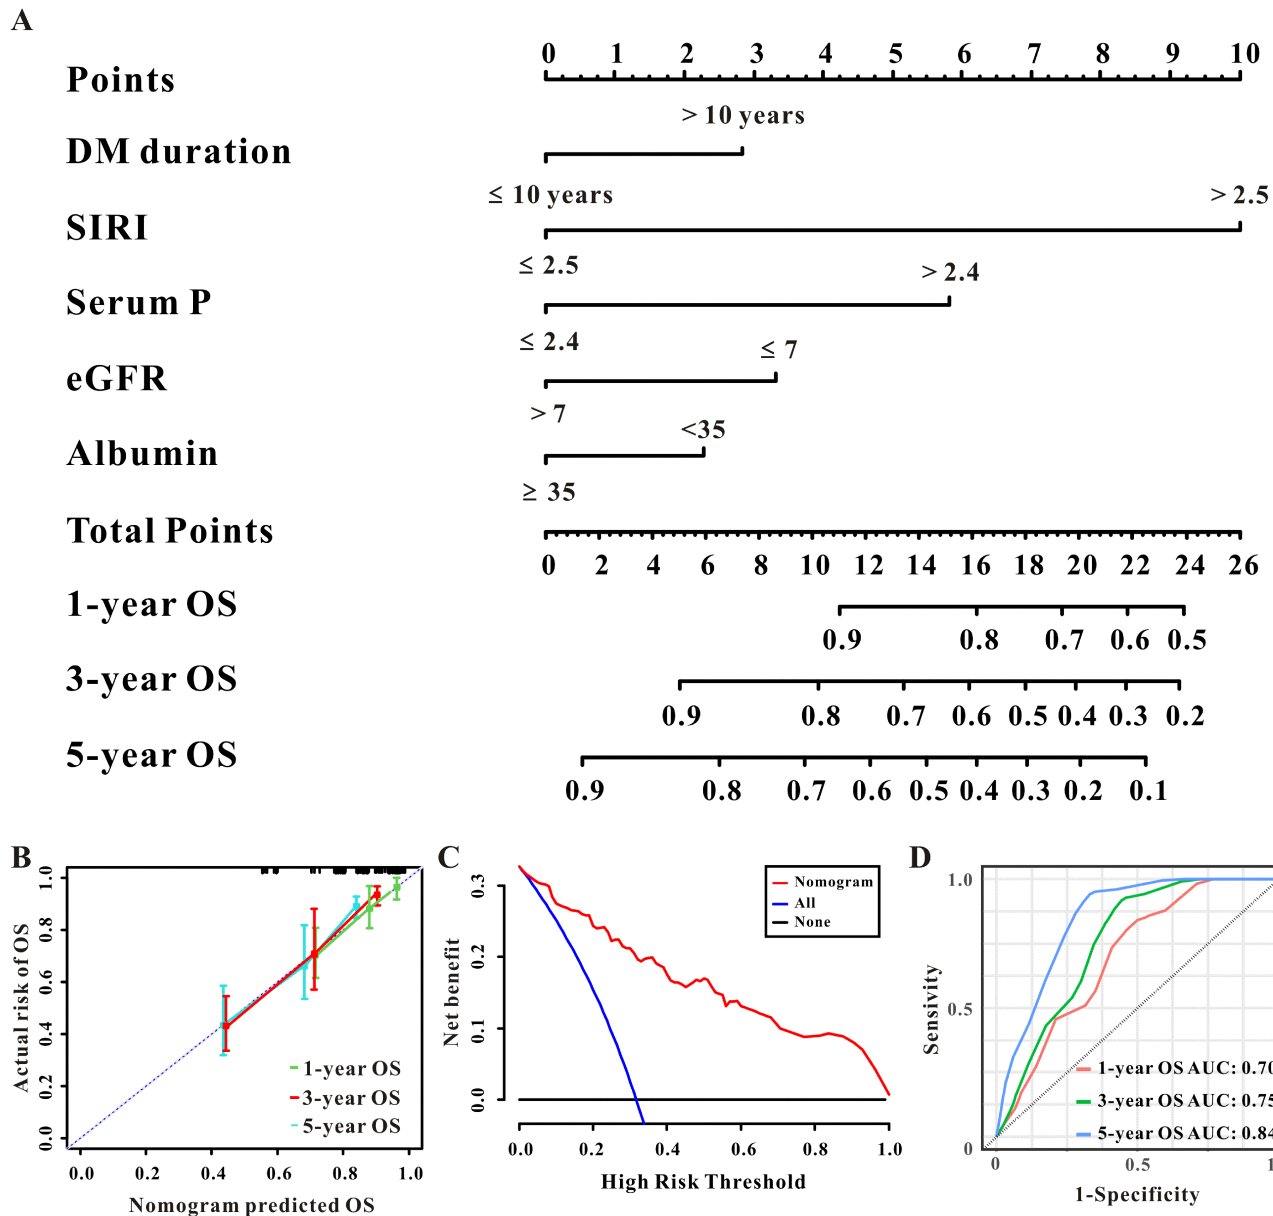 A
0 1 2 3 4 5 6 7 8 9 10
Points
> 10 years
DM duration
≤ 10 years
> 2.5
SIRI
≤ 2.5
> 2.4
Serum P
≤ 2.4
≤ 7
eGFR
> 7
<35
Albumin
≥ 35
Total Points
0 2 4 6 8 10 12 14 16 18 20 22 24 26
1-year OS
0.9 0.8 0.7 0.6 0.5
3-year OS
0.9 0.8 0.7 0.6 0.5 0.4 0.3 0.2
5-year OS
0.9 0.8 0.7 0.6 0.5 0.4 0.3 0.2 0.1
B
Actual risk of OS
1.0
0.8
0.6
0.4
0.2
0.0
1-year OS
3-year OS
5-year OS
0.0 0.2 0.4 0.6 0.8 1.0
Nomogram predicted OS
C
Net benefit
0.3
0.2
0.1
0.0
Nomogram
All
None
0.0 0.2 0.4 0.6 0.8 1.0
High Risk Threshold
D
Sensivity
1.0
0.5
0
1-year OS AUC: 0.70
3-year OS AUC: 0.75
5-year OS AUC: 0.84
0 0.5 1
1-Specificity